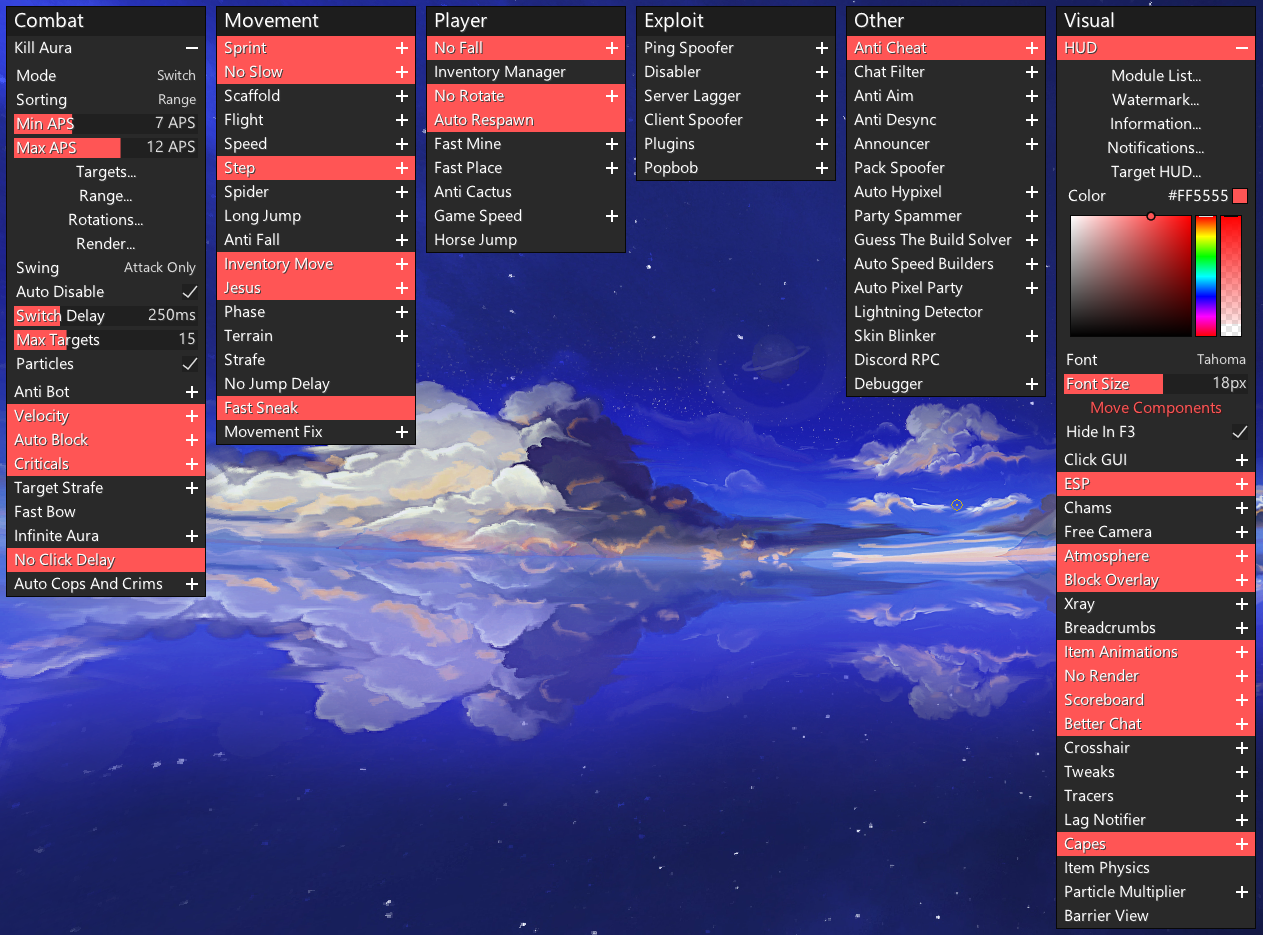 Combat
Kill Aura
Mode Switch
Sorting Range
Min APS 7 APS
Max APS 12 APS
Targets...
Range...
Rotations...
Render...
Swing Attack Only
Auto Disable
Switch Delay 250ms
Max Targets 15
Particles
Anti Bot
Velocity
Auto Block
Criticals
Target Strafe
Fast Bow
Infinite Aura
No Click Delay
Auto Cops And Crims
Movement
Sprint
No Slow
Scaffold
Flight
Speed
Step
Spider
Long Jump
Anti Fall
Inventory Move
Jesus
Phase
Terrain
Strafe
No Jump Delay
Fast Sneak
Movement Fix
Player
No Fall
Inventory Manager
No Rotate
Auto Respawn
Fast Mine
Fast Place
Anti Cactus
Game Speed
Horse Jump
Exploit
Ping Spoofer
Disabler
Server Lagger
Client Spoofer
Plugins
Popbob
Other
Anti Cheat
Chat Filter
Anti Aim
Anti Desync
Announcer
Pack Spoofer
Auto Hypixel
Party Spammer
Guess The Build Solver
Auto Speed Builders
Auto Pixel Party
Lightning Detector
Skin Blinker
Discord RPC
Debugger
Visual
HUD
Module List...
Watermark...
Information...
Notifications...
Target HUD...
Color #FF5555
Font Tahoma
Font Size 18px
Move Components
Hide In F3
Click GUI
ESP
Chams
Free Camera
Atmosphere
Block Overlay
Xray
Breadcrumbs
Item Animations
No Render
Scoreboard
Better Chat
Crosshair
Tweaks
Tracers
Lag Notifier
Capes
Item Physics
Particle Multiplier
Barrier View